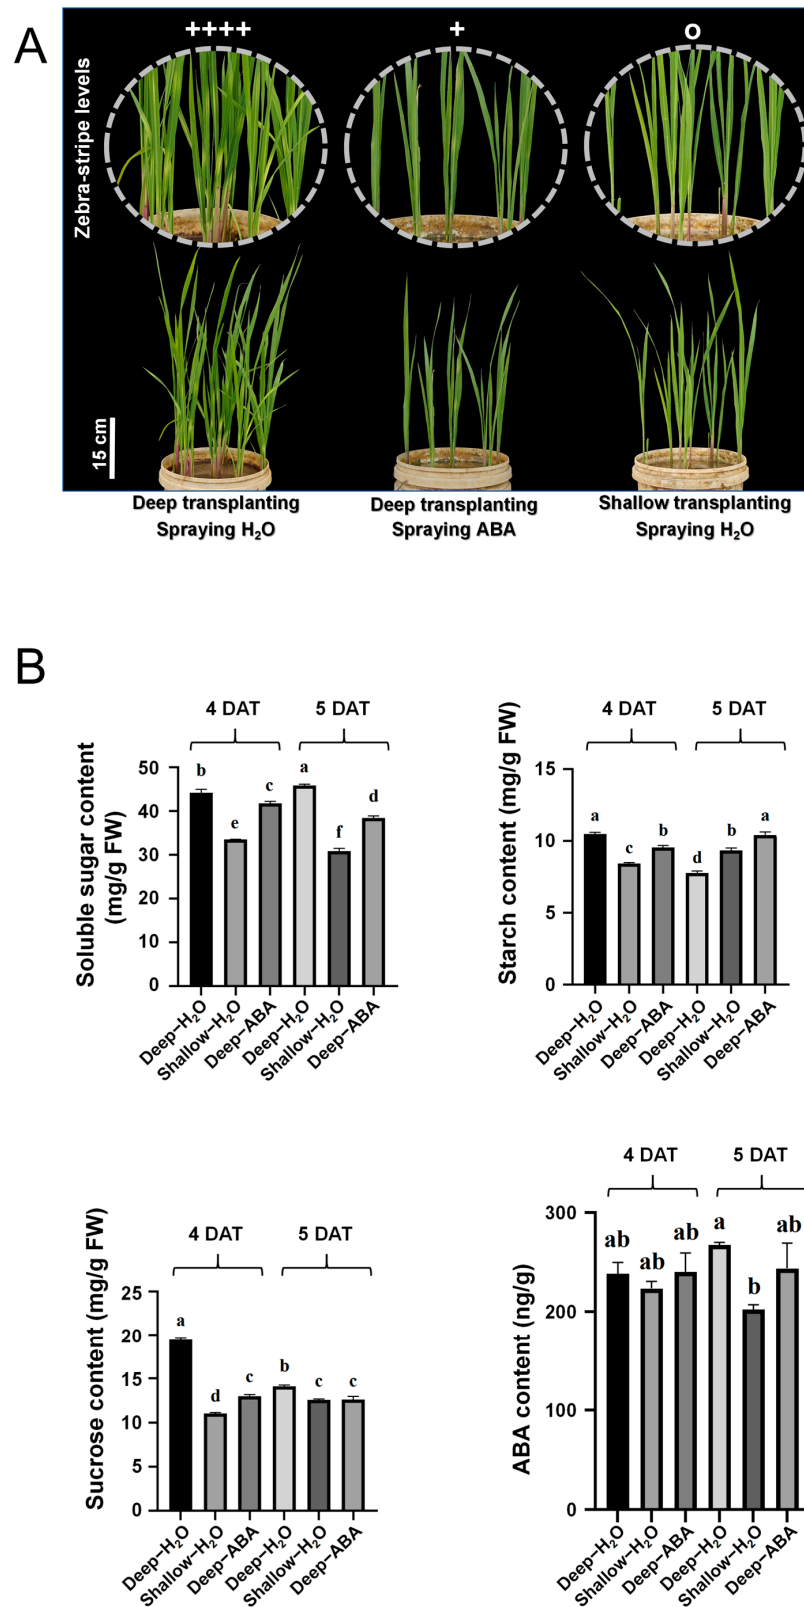 A
++++
+
o
Zebra-stripe levels
15 cm
Deep transplanting
Spraying H₂O
Deep transplanting
Spraying ABA
Shallow transplanting
Spraying H₂O
B
4 DAT
5 DAT
Soluble sugar content
(mg/g FW)
50
40
30
20
10
0
b
e
c
a
f
d
Deep−H₂O
Shallow−H₂O
Deep−ABA
Deep−H₂O
Shallow−H₂O
Deep−ABA
4 DAT
5 DAT
Starch content (mg/g FW)
15
10
5
0
a
c
b
d
b
a
Deep−H₂O
Shallow−H₂O
Deep−ABA
Deep−H₂O
Shallow−H₂O
Deep−ABA
4 DAT
5 DAT
Sucrose content (mg/g FW)
25
20
15
10
5
0
a
d
c
b
c
c
Deep−H₂O
Shallow−H₂O
Deep−ABA
Deep−H₂O
Shallow−H₂O
Deep−ABA
4 DAT
5 DAT
ABA content (ng/g)
300
200
100
0
ab
ab
ab
a
b
ab
Deep−H₂O
Shallow−H₂O
Deep−ABA
Deep−H₂O
Shallow−H₂O
Deep−ABA